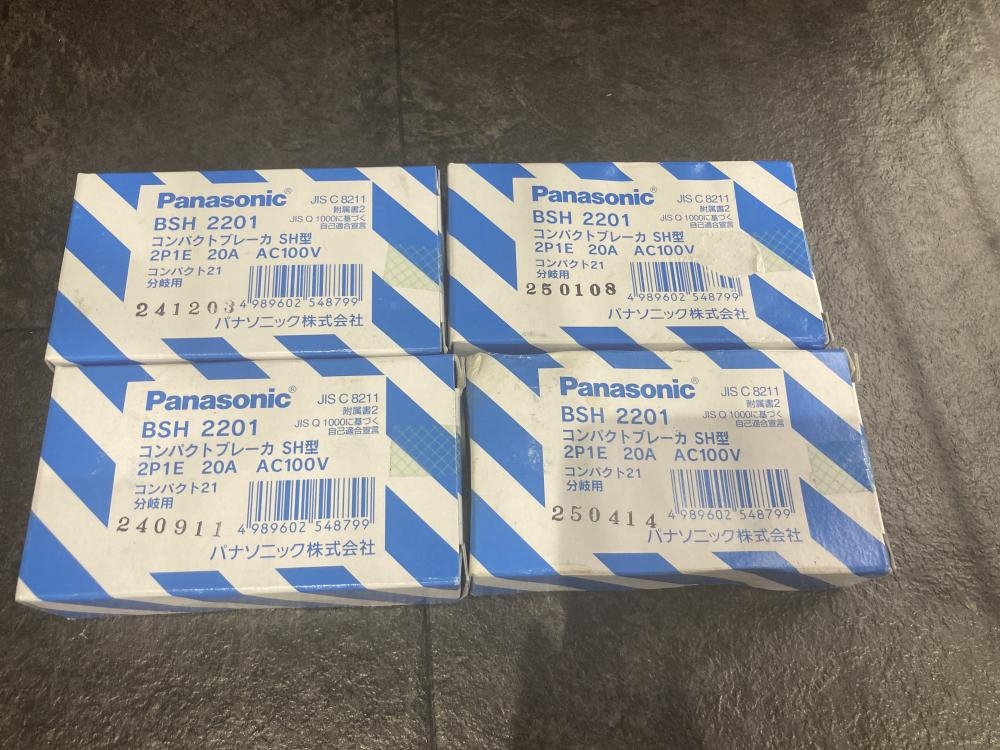 Panasonic®
JIS C 8211
附属書2
BSH 2201
JIS Q 1000に基づく
自己適合宣言
コンパクトブレーカ SH型
2P1E 20A AC100V
コンパクト21
分岐用
241203
4989602 548799
パナソニック株式会社
Panasonic®
JIS C 8211
附属書2
BSH 2201
JIS Q 1000に基づく
自己適合宣言
コンパクトブレーカ SH型
2P1E 20A AC100V
コンパクト21
分岐用
250108
4989602 548799
パナソニック株式会社
Panasonic®
JIS C 8211
附属書2
BSH 2201
JIS Q 1000に基づく
自己適合宣言
コンパクトブレーカ SH型
2P1E 20A AC100V
コンパクト21
分岐用
240911
4989602 548799
パナソニック株式会社
Panasonic®
JIS C 8211
附属書2
BSH 2201
JIS Q 1000に基づく
自己適合宣言
コンパクトブレーカ SH型
2P1E 20A AC100V
コンパクト21
分岐用
250414
4989602 548799
パナソニック株式会社